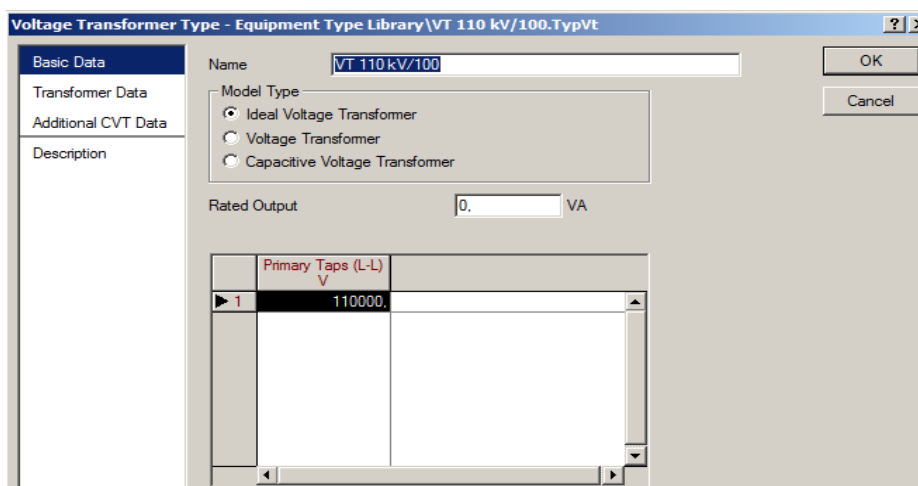 Voltage Transformer Type - Equipment Type Library\VT 110 kV/100.TypVt
Basic Data
Transformer Data
Additional CVT Data
Description
Name VT 110 kV/100
Model Type
Ideal Voltage Transformer
Voltage Transformer
Capacitive Voltage Transformer
Rated Output 0, VA
Primary Taps (L-L)
V
1 110000,
OK
Cancel